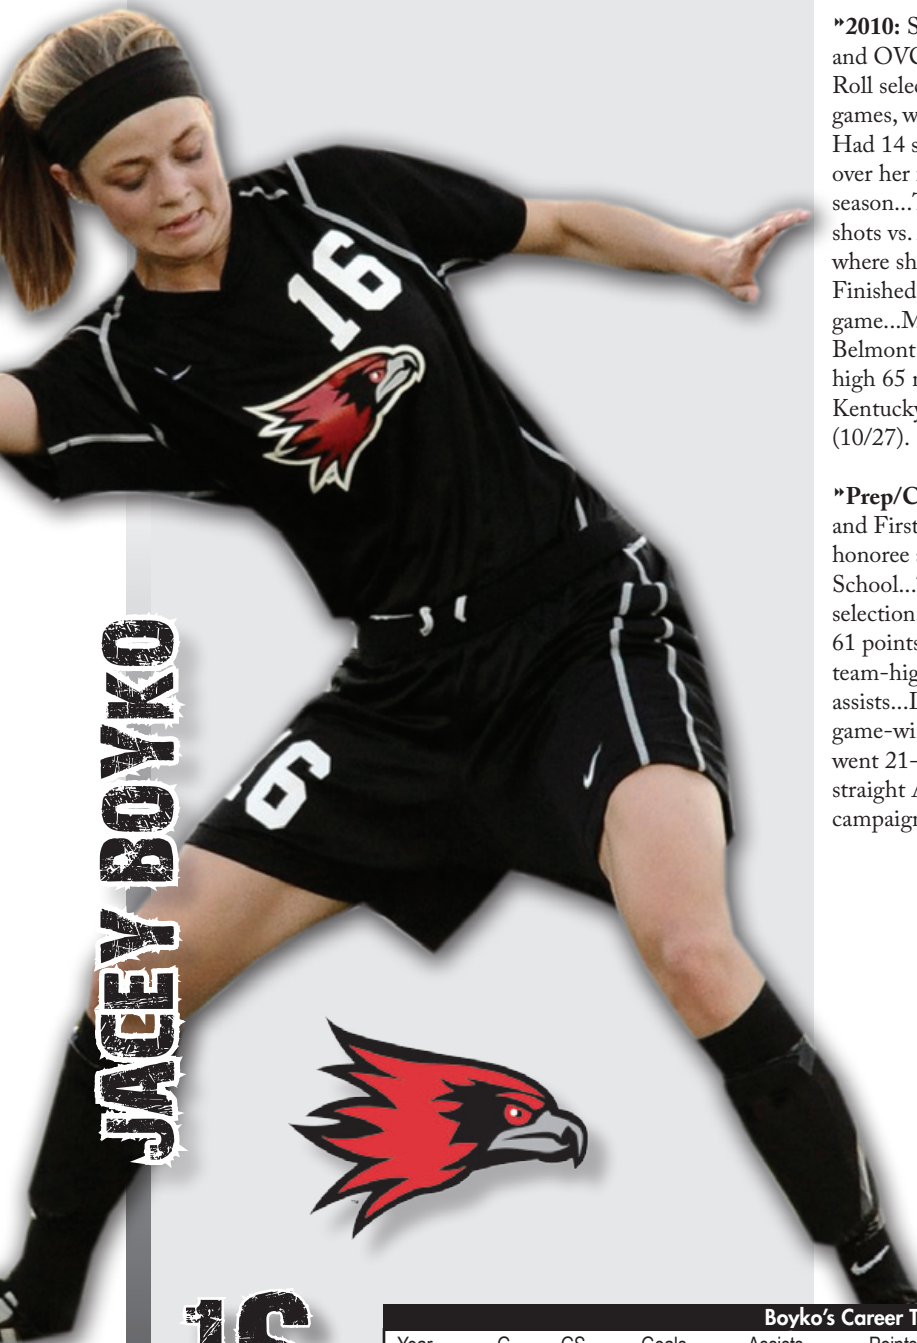 16
16
JACEY BOYKO
16
»2010: S
and OVC
Roll selec
games, w
Had 14 s
over her
season...T
shots vs.
where sh
Finished
game...M
Belmont
high 65
Kentucky
(10/27).
»Prep/C
and First
honoree
School...
selection
61 points
team-hig
assists...
game-wi
went 21-
straight A
campaign
Boyko's Career T
Year G GS Goals Assists Points